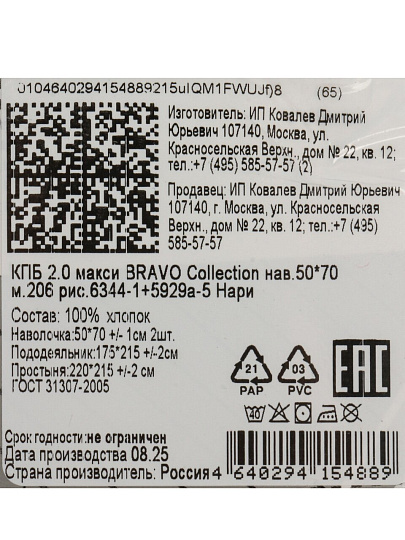 0104640294154889215uIQM1FWUJf)8 (65)
Изготовитель: ИП Ковалев Дмитрий
Юрьевич 107140, Москва, ул.
Красносельская Верхн., дом № 22, кв. 12;
тел.:+7 (495) 585-57-57 (2)
Продавец: ИП Ковалев Дмитрий Юрьевич
107140, г. Москва, ул. Красносельская
Верхн., дом № 22, кв. 12; тел.:+7 (495)
585-57-57
КПБ 2.0 макси BRAVO Collection нав.50*70
м.206 рис.6344-1+5929а-5 Нари
Состав: 100% хлопок
Наволочка:50*70 +/- 1см 2шт.
Пододеяльник:175*215 +/-2см
Простыня:220*215 +/-2 см
ГОСТ 31307-2005
21 03
PAP PVC
EAC
40
Срок годности:не ограничен
Дата производства 08.25
Страна производитель: Россия
4 640294 154889